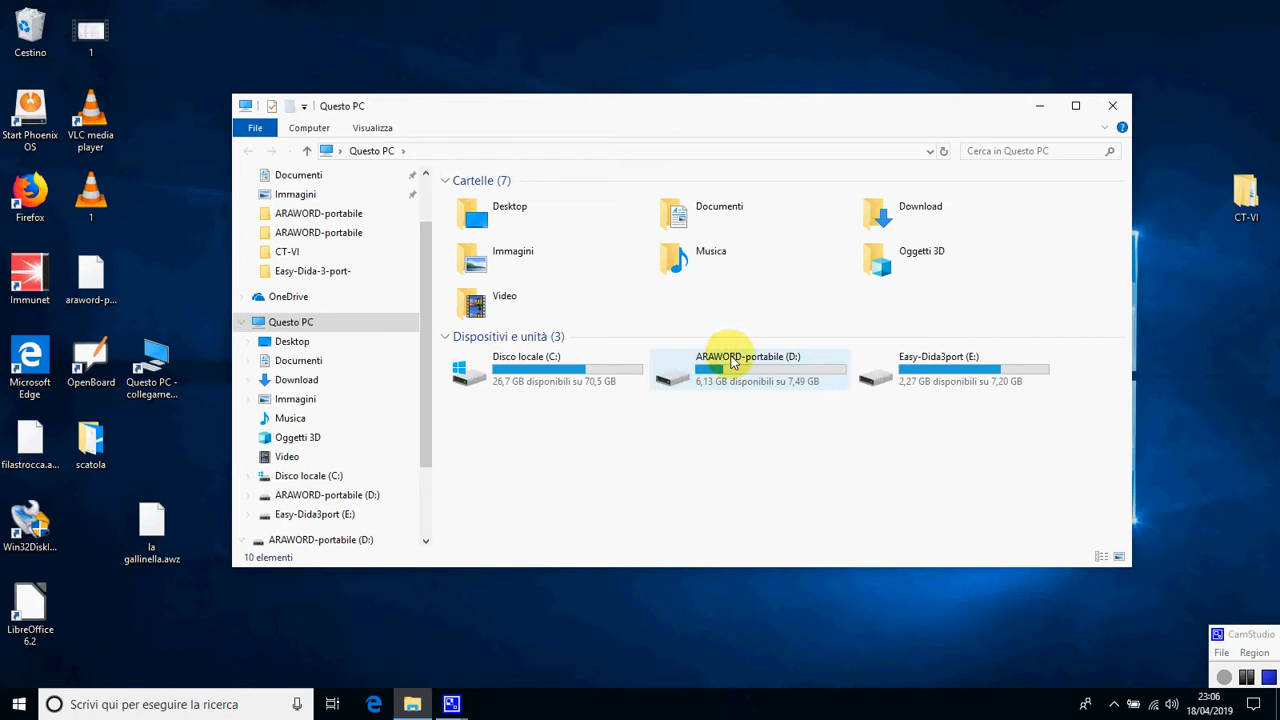 Cestino
1
Start Phoenix
OS
VLC media
player
Firefox
1
Immunet
araword-p...
Microsoft
Edge
OpenBoard
Questo PC -
collegame...
filastrocca.a...
scatola
Win32Diskl...
la
gallinella.awz
LibreOffice
6.2
CT-VI
Questo PC
File
Computer
Visualizza
Questo PC
Cerca in Questo PC
Documenti
Immagini
ARAWORD-portabile
ARAWORD-portabile
CT-VI
Easy-Dida-3-port-
OneDrive
Questo PC
Desktop
Documenti
Download
Immagini
Musica
Oggetti 3D
Video
Disco locale (C:)
ARAWORD-portabile (D:)
Easy-Dida3port (E:)
ARAWORD-portabile (D:)
Cartelle (7)
Desktop
Documenti
Download
Immagini
Musica
Oggetti 3D
Video
Dispositivi e unità (3)
Disco locale (C:)
26,7 GB disponibili su 70,5 GB
ARAWORD-portabile (D:)
6,13 GB disponibili su 7,49 GB
Easy-Dida3port (E:)
2,27 GB disponibili su 7,20 GB
10 elementi
CamStudio
File
Region
Scrivi qui per eseguire la ricerca
23:06
18/04/2019